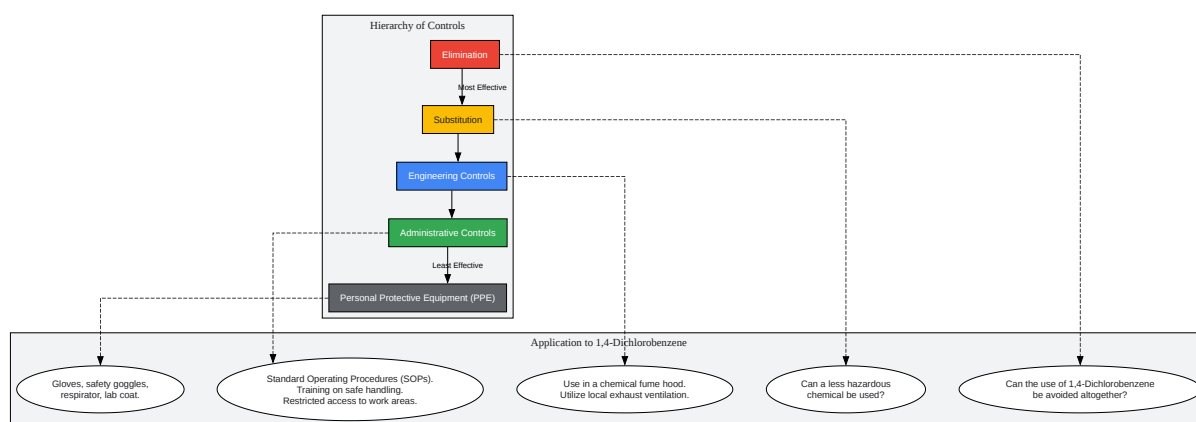 Hierarchy of Controls
Elimination
Most Effective
Substitution
Engineering Controls
Administrative Controls
Least Effective
Personal Protective Equipment (PPE)
Application to 1,4-Dichlorobenzene
Gloves, safety goggles,
respirator, lab coat.
Standard Operating Procedures (SOPs).
Training on safe handling.
Restricted access to work areas.
Use in a chemical fume hood.
Utilize local exhaust ventilation.
Can a less hazardous
chemical be used?
Can the use of 1,4-Dichlorobenzene
be avoided altogether?